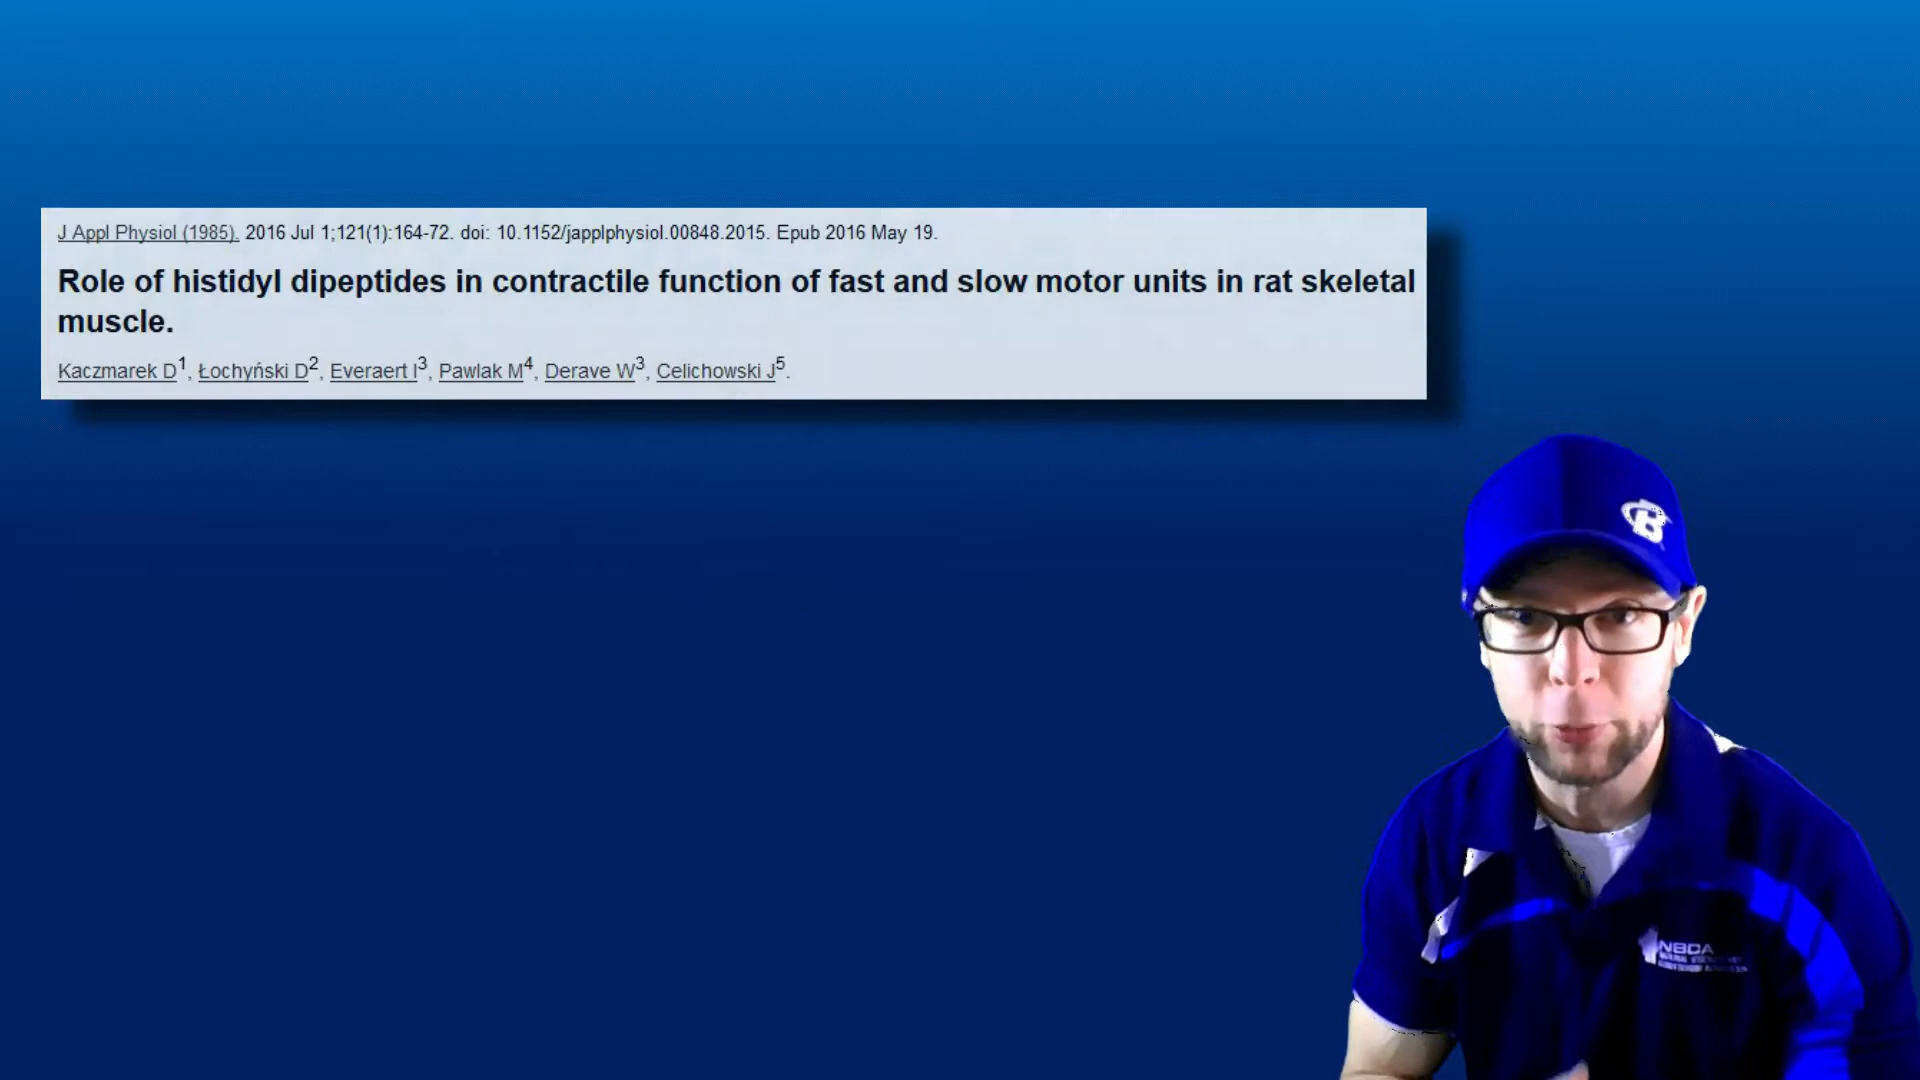 J Appl Physiol (1985). 2016 Jul 1;121(1):164-72. doi: 10.1152/japplphysiol.00848.2015. Epub 2016 May 19.
Role of histidyl dipeptides in contractile function of fast and slow motor units in rat skeletal
muscle.
Kaczmarek D1, Łochyński D2, Everaert I3, Pawlak M4, Derave W3, Celichowski J5.
B
NSCA